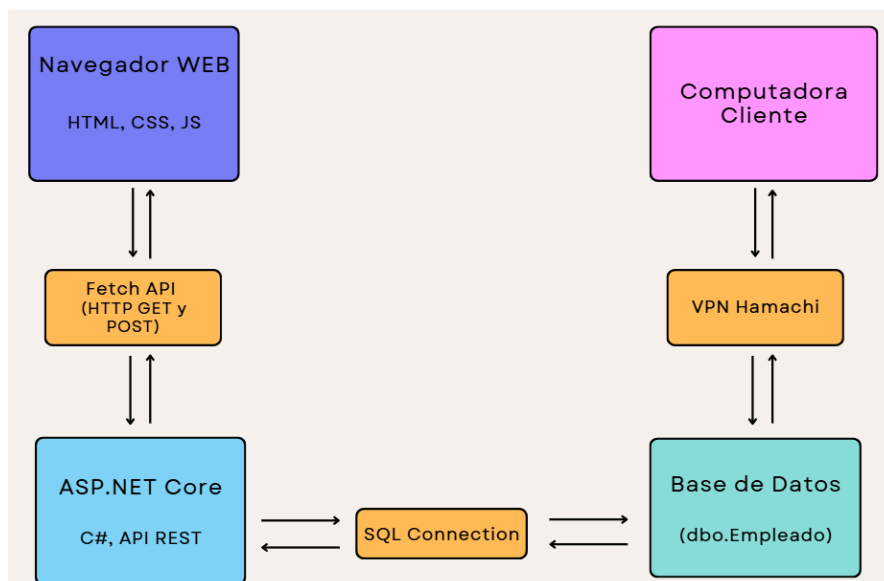 Navegador WEB
HTML, CSS, JS
Computadora
Cliente
Fetch API
(HTTP GET y
POST)
VPN Hamachi
ASP.NET Core
C#, API REST
SQL Connection
Base de Datos
(dbo.Empleado)